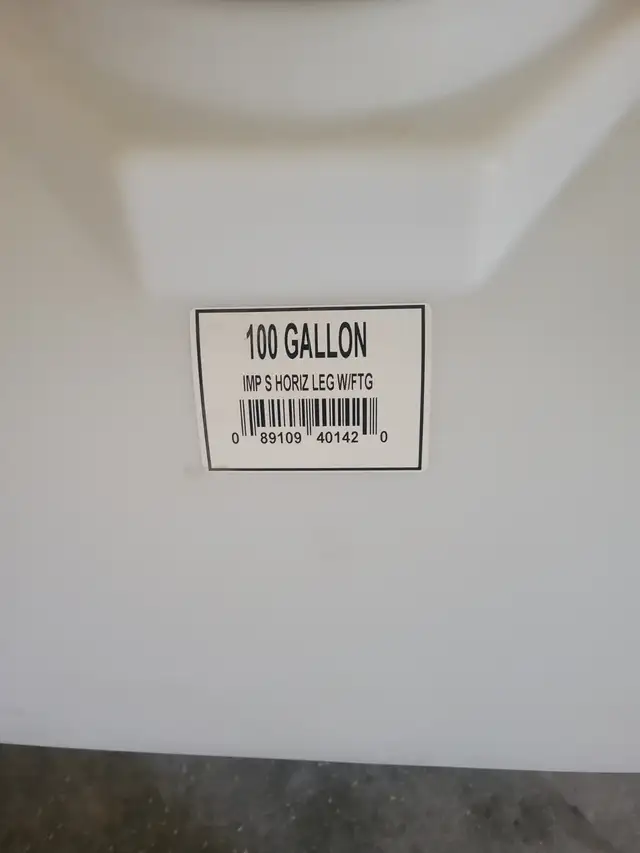 100 GALLON
IMP S HORIZ LEG W/FTG
0 89109 40142 0